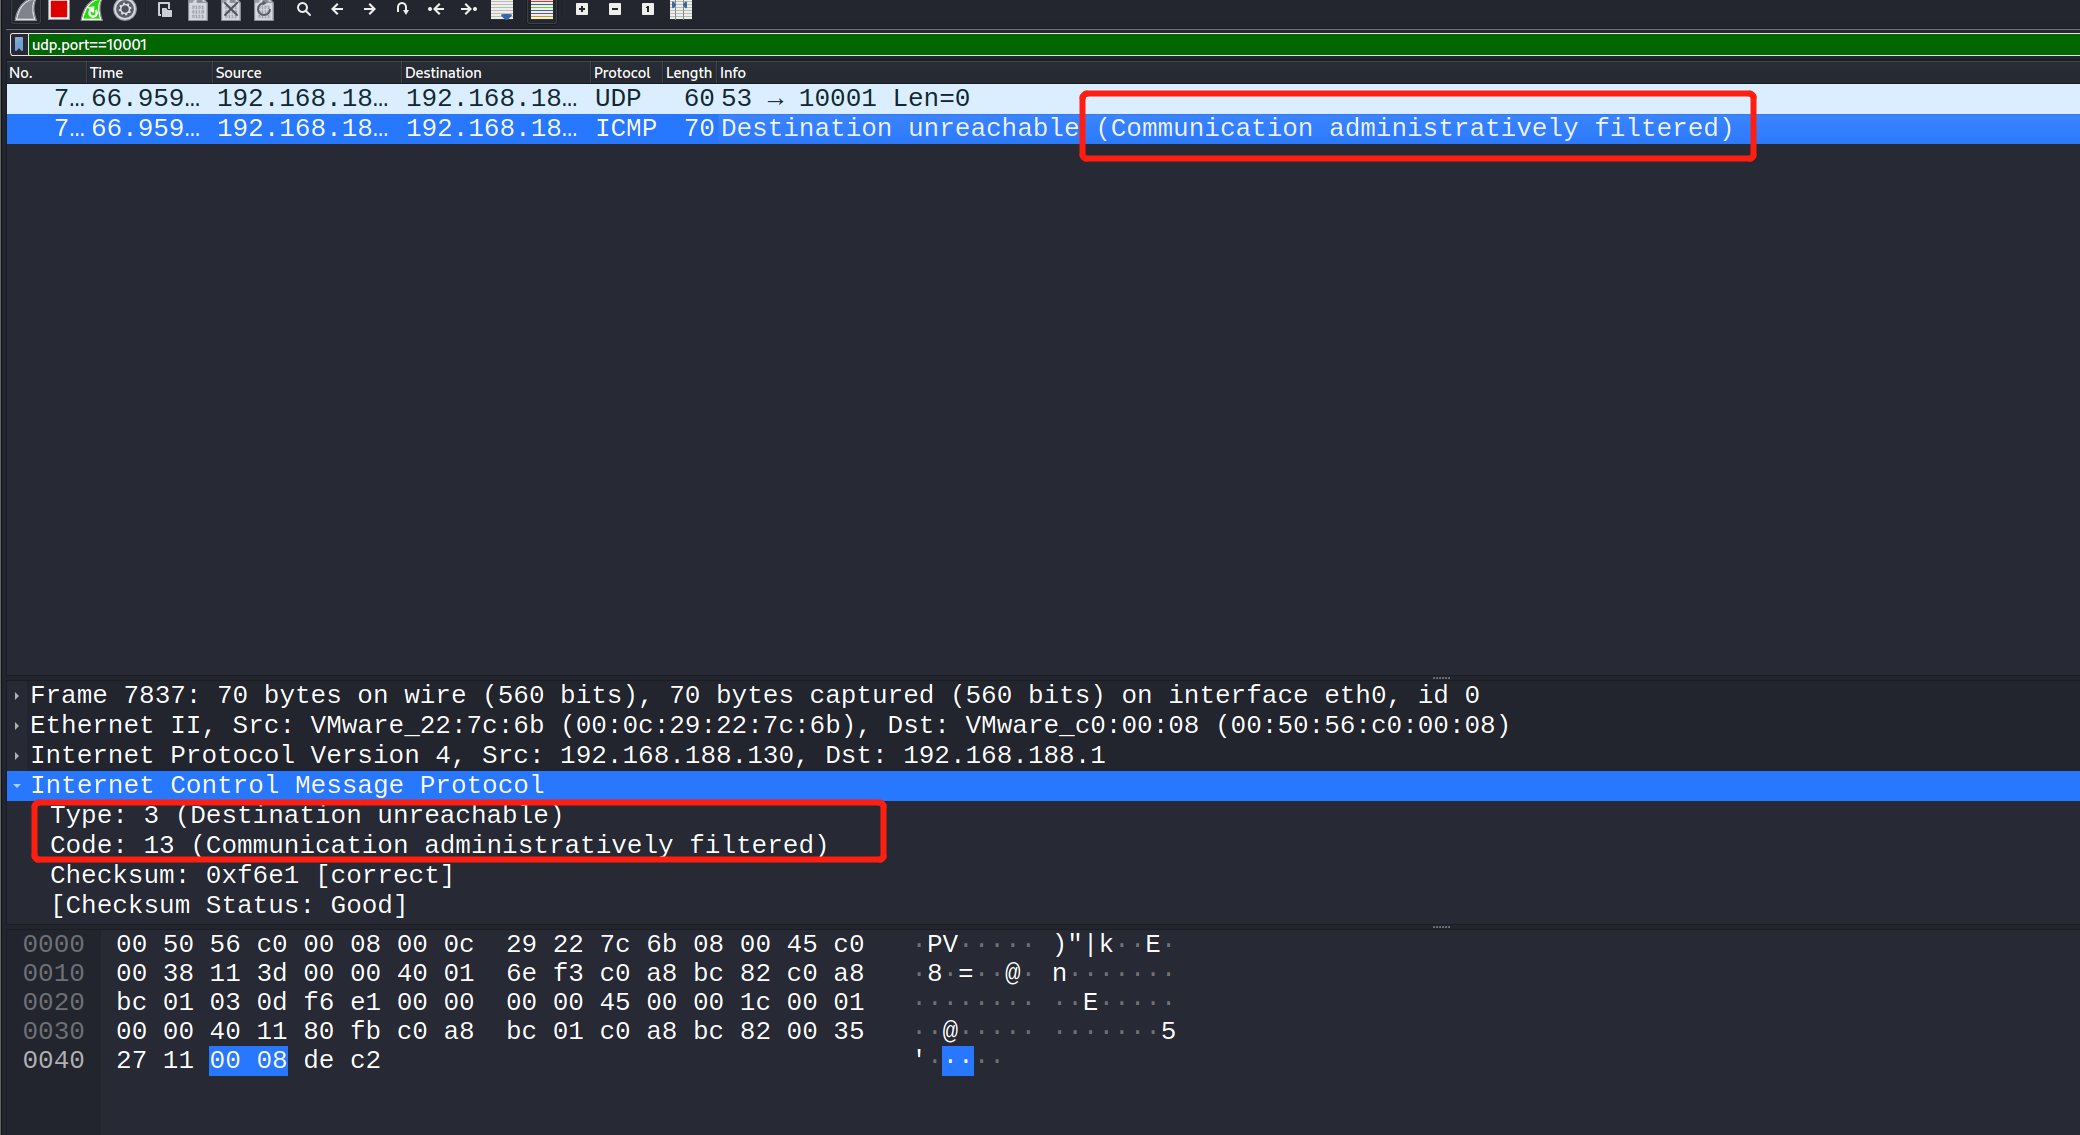 udp.port==10001
No. Time Source Destination Protocol Length Info
7… 66.959… 192.168.18… 192.168.18… UDP 60 53 → 10001 Len=0
7… 66.959… 192.168.18… 192.168.18… ICMP 70 Destination unreachable (Communication administratively filtered)
Frame 7837: 70 bytes on wire (560 bits), 70 bytes captured (560 bits) on interface eth0, id 0
Ethernet II, Src: VMware_22:7c:6b (00:0c:29:22:7c:6b), Dst: VMware_c0:00:08 (00:50:56:c0:00:08)
Internet Protocol Version 4, Src: 192.168.188.130, Dst: 192.168.188.1
Internet Control Message Protocol
Type: 3 (Destination unreachable)
Code: 13 (Communication administratively filtered)
Checksum: 0xf6e1 [correct]
[Checksum Status: Good]
0000 00 50 56 c0 00 08 00 0c 29 22 7c 6b 08 00 45 c0 ·PV····· )"|k··E·
0010 00 38 11 3d 00 00 40 01 6e f3 c0 a8 bc 82 c0 a8 ·8·=··@· n·······
0020 bc 01 03 0d f6 e1 00 00 00 00 45 00 00 1c 00 01 ········ ··E·····
0030 00 00 40 11 80 fb c0 a8 bc 01 c0 a8 bc 82 00 35 ··@····· ·······5
0040 27 11 00 08 de c2 '·····